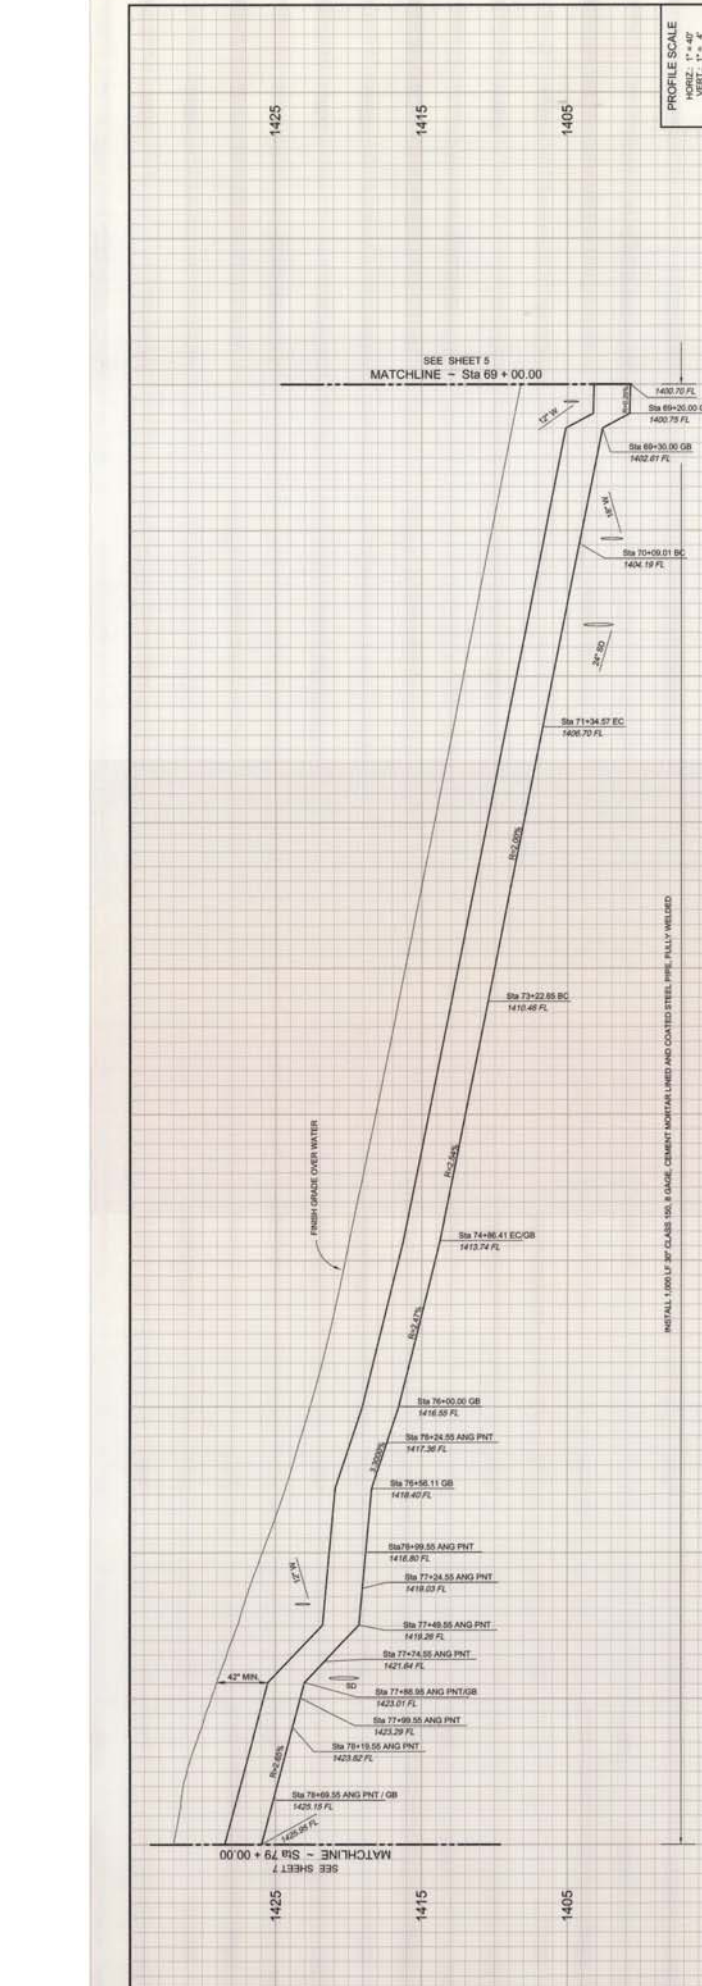 PROFILE SCALE
HORIZ.: 1" = 40'
VERT.: 1" = 4'
1425
1415
1405
SEE SHEET 5
MATCHLINE ~ Sta 69 + 00.00
12" W
R=0.25%
1400.70 FL
Sta 69+20.00
1400.75 FL
Sta 69+30.00 GB
1402.61 FL
18" W
Sta 70+09.01 BC
1404.19 FL
24" SD
Sta 71+34.57 EC
1406.70 FL
R=2.00%
Sta 73+22.65 BC
1410.46 FL
INSTALL 1,000 LF 30" CLASS 150, 8 GAGE, CEMENT MORTAR LINED AND COATED STEEL PIPE, FULLY WELDED
FINISH GRADE OVER WATER
Sta 74+86.41 EC/GB
1413.74 FL
R=2.47%
Sta 76+00.00 GB
1416.55 FL
Sta 76+24.55 ANG PNT
1417.36 FL
3.3000%
Sta 76+56.11 GB
1418.40 FL
Sta76+99.55 ANG PNT
1418.80 FL
Sta 77+24.55 ANG PNT
1419.03 FL
12" W
Sta 77+49.55 ANG PNT
1419.26 FL
Sta 77+74.55 ANG PNT
1421.64 FL
42" MIN.
SD
Sta 77+88.95 ANG PNT/GB
1423.01 FL
Sta 77+99.55 ANG PNT
1423.29 FL
Sta 78+19.55 ANG PNT
1423.82 FL
R=2.65%
Sta 78+69.55 ANG PNT / GB
1425.15 FL
1425.95 FL
MATCHLINE ~ Sta 79 + 00.00
SEE SHEET 7
1425
1415
1405